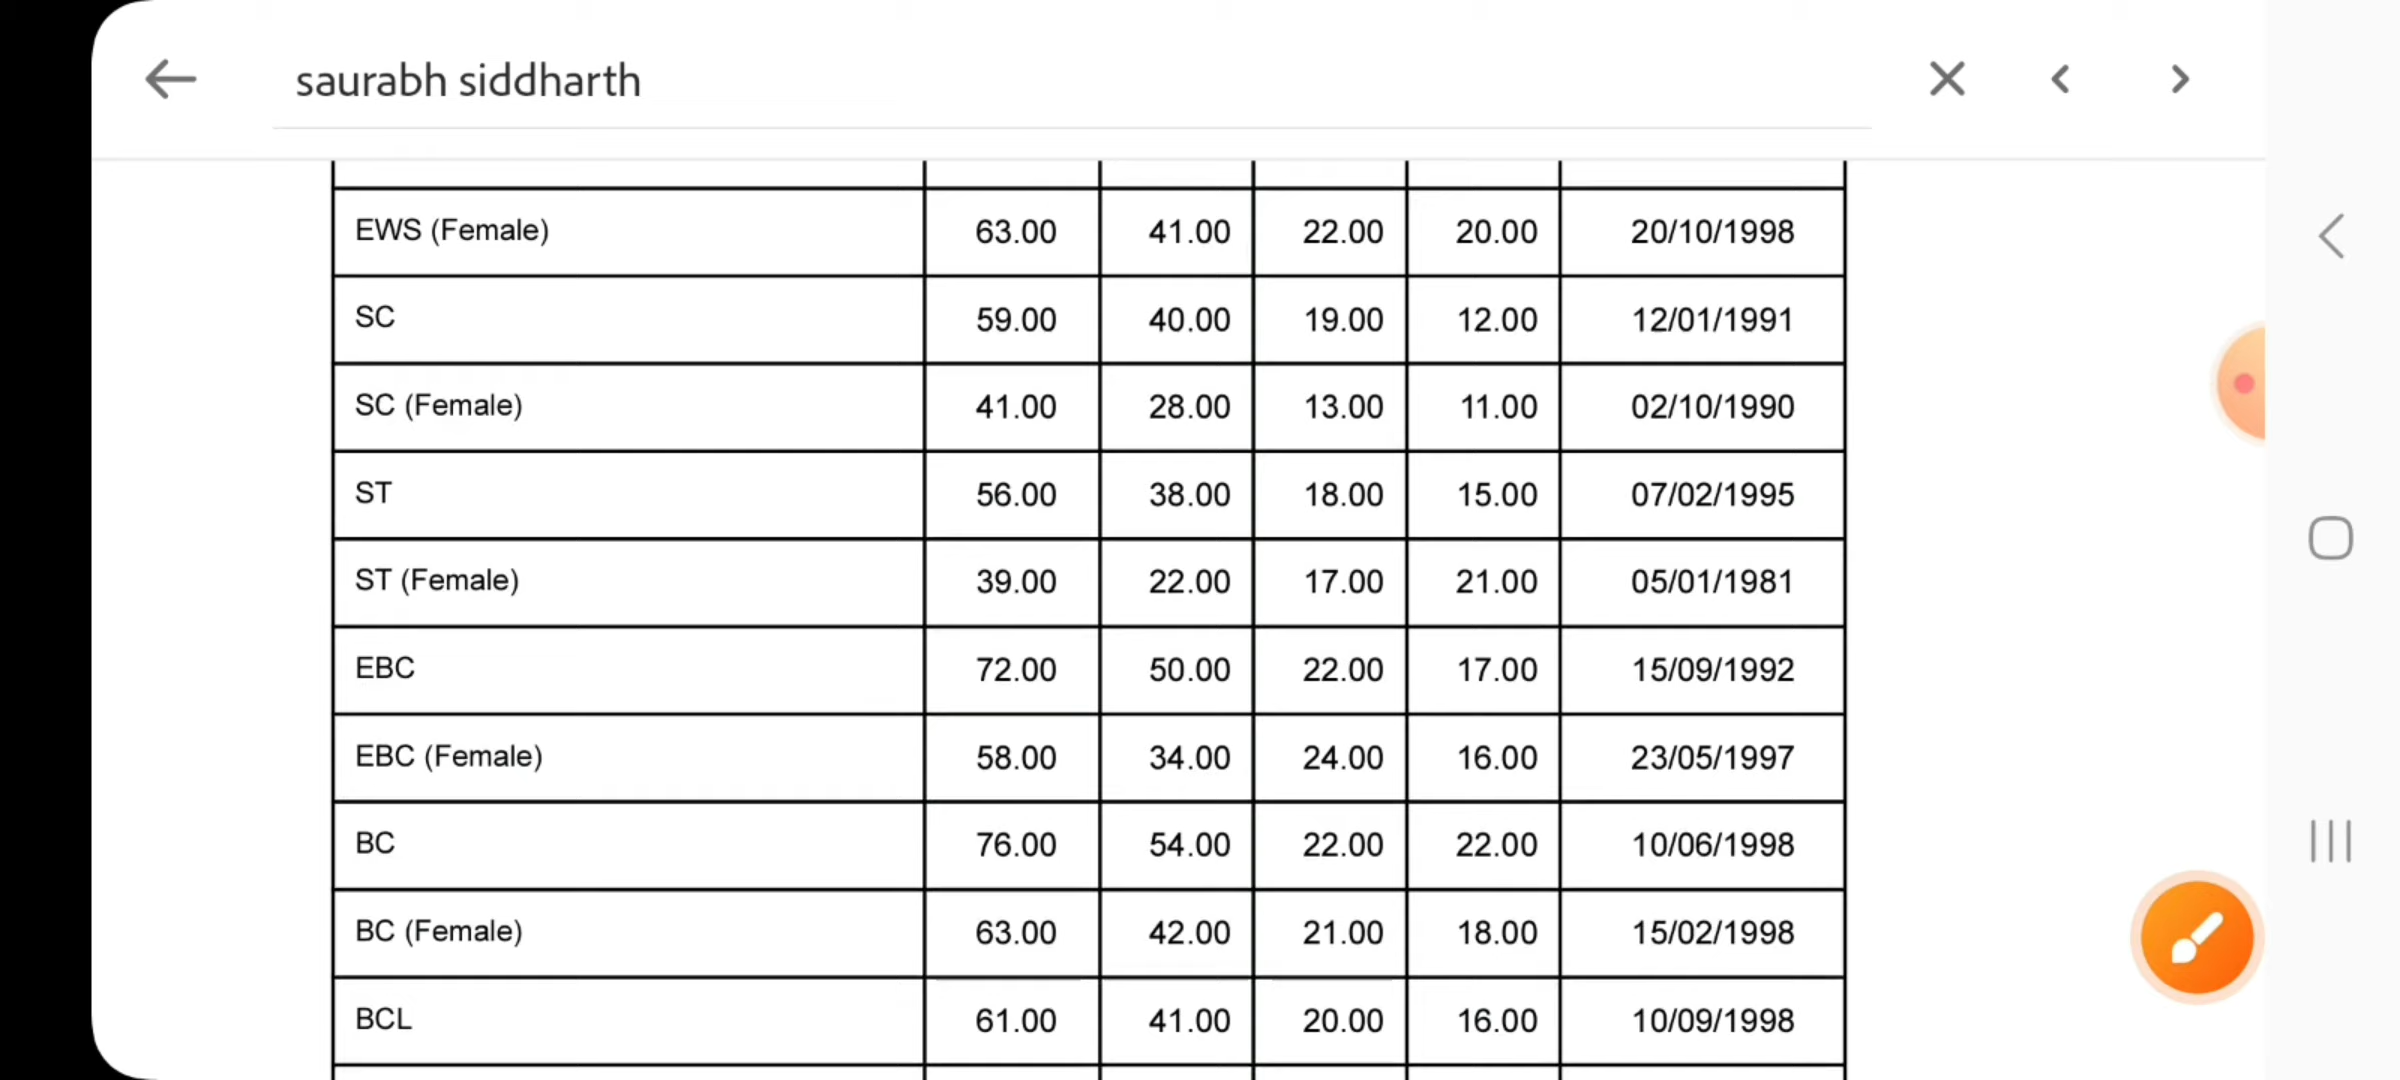 saurabh siddharth
EWS (Female) 63.00 41.00 22.00 20.00 20/10/1998
SC 59.00 40.00 19.00 12.00 12/01/1991
SC (Female) 41.00 28.00 13.00 11.00 02/10/1990
ST 56.00 38.00 18.00 15.00 07/02/1995
ST (Female) 39.00 22.00 17.00 21.00 05/01/1981
EBC 72.00 50.00 22.00 17.00 15/09/1992
EBC (Female) 58.00 34.00 24.00 16.00 23/05/1997
BC 76.00 54.00 22.00 22.00 10/06/1998
BC (Female) 63.00 42.00 21.00 18.00 15/02/1998
BCL 61.00 41.00 20.00 16.00 10/09/1998